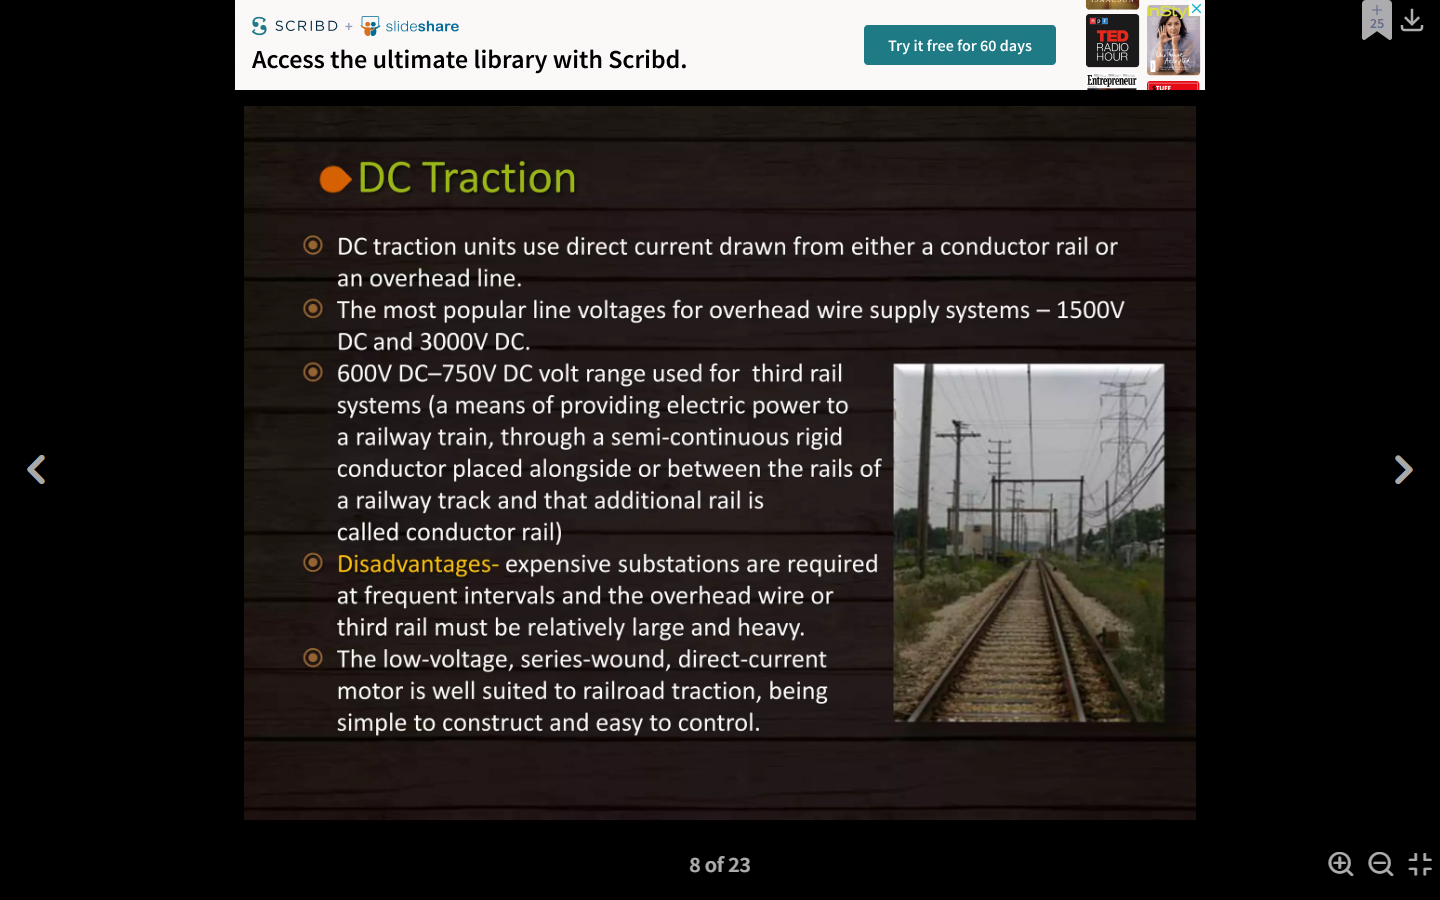 SCRIBD + slideshare
Access the ultimate library with Scribd.
Try it free for 60 days
TED
RADIO
HOUR
InStyle
Entrepreneur
+
25
DC Traction
DC traction units use direct current drawn from either a conductor rail or
an overhead line.
The most popular line voltages for overhead wire supply systems – 1500V
DC and 3000V DC.
600V DC–750V DC volt range used for  third rail
systems (a means of providing electric power to
a railway train, through a semi-continuous rigid
conductor placed alongside or between the rails of
a railway track and that additional rail is
called conductor rail)
Disadvantages- expensive substations are required
at frequent intervals and the overhead wire or
third rail must be relatively large and heavy.
The low-voltage, series-wound, direct-current
motor is well suited to railroad traction, being
simple to construct and easy to control.
8 of 23